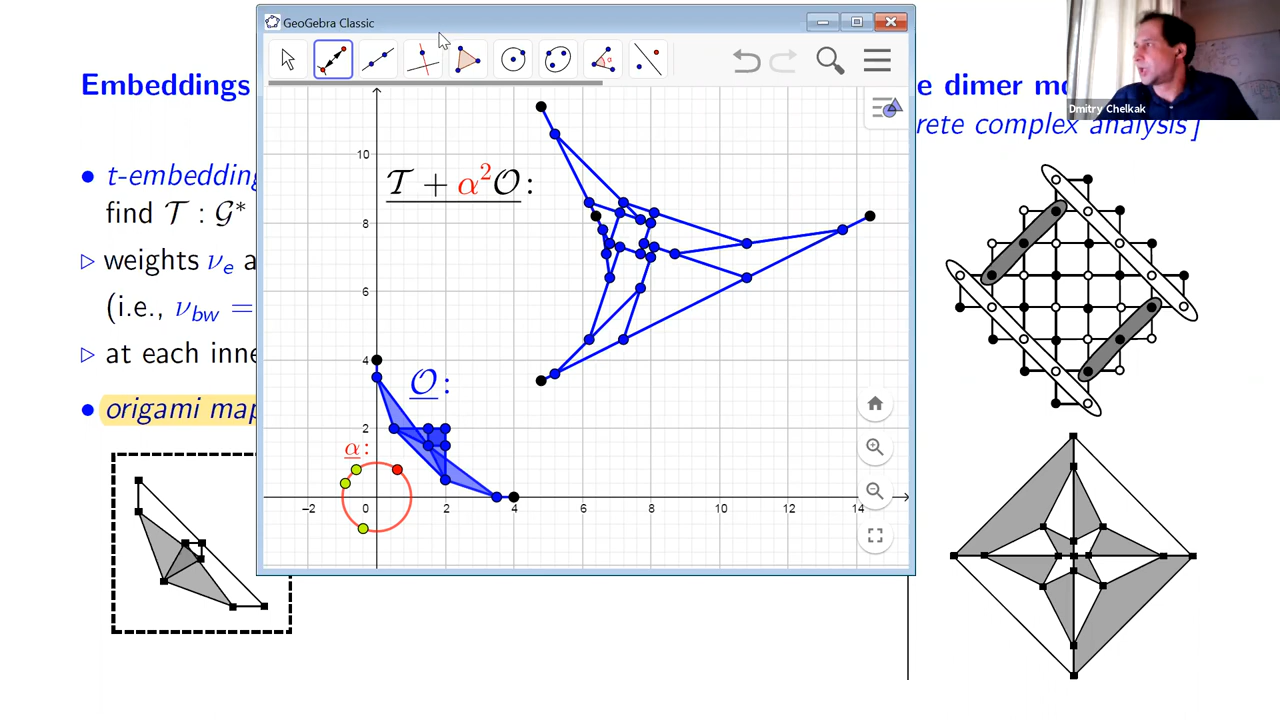 GeoGebra Classic
Embeddings
e dimer mo
Dmitry Chelkak
rete complex analysis]
• t-embedding
find 𝒯 : 𝒢*
▷ weights νₑ a
(i.e., ν_bw =
▷ at each inne
• origami map
𝒯 + α²𝒪:
𝒪:
α:
10
8
6
4
2
−2
0
2
4
6
8
10
12
14